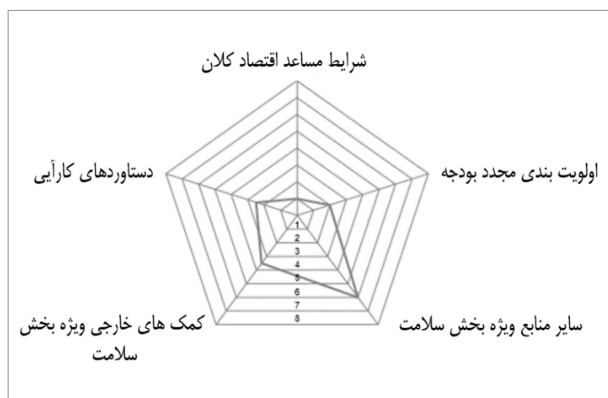 شرایط مساعد اقتصاد کلان
دستاوردهای کارآیی
اولویت بندی مجدد بودجه
1
2
3
4
5
6
7
8
کمک های خارجی ویژه بخش
سلامت
سایر منابع ویژه بخش سلامت